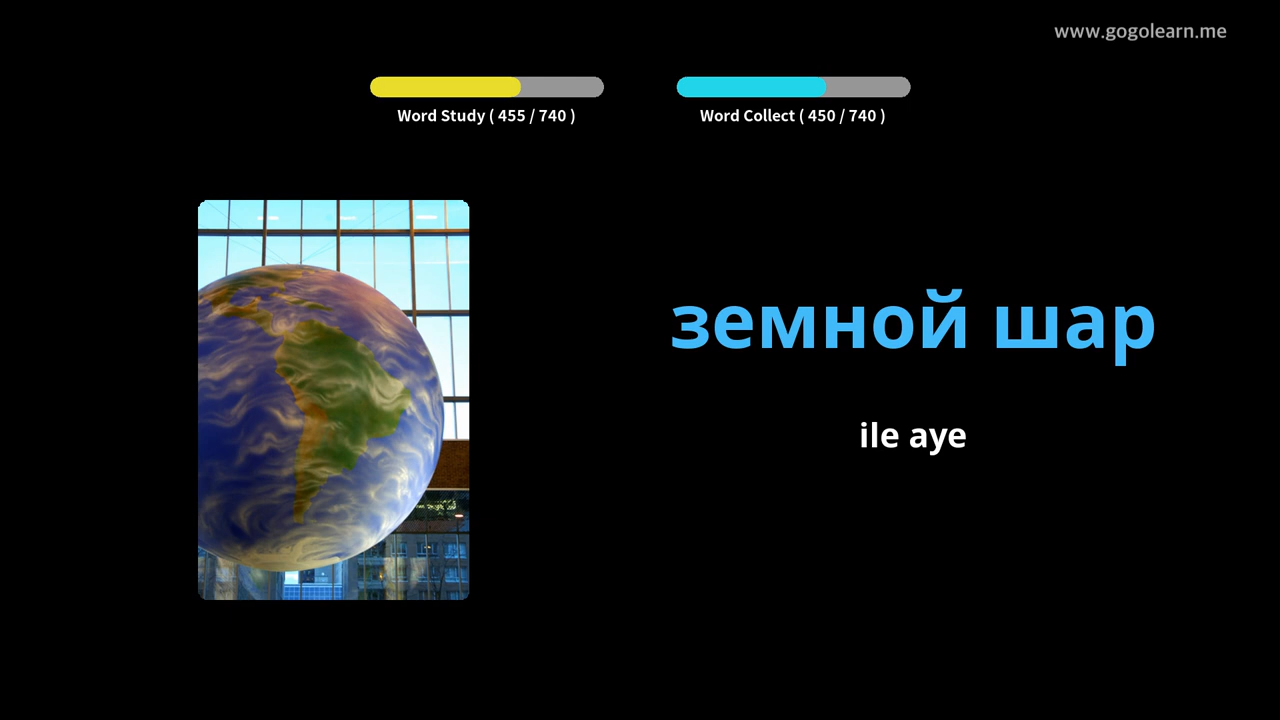 www.gogolearn.me
Word Study ( 455 / 740 )
Word Collect ( 450 / 740 )
земной шар
ile aye